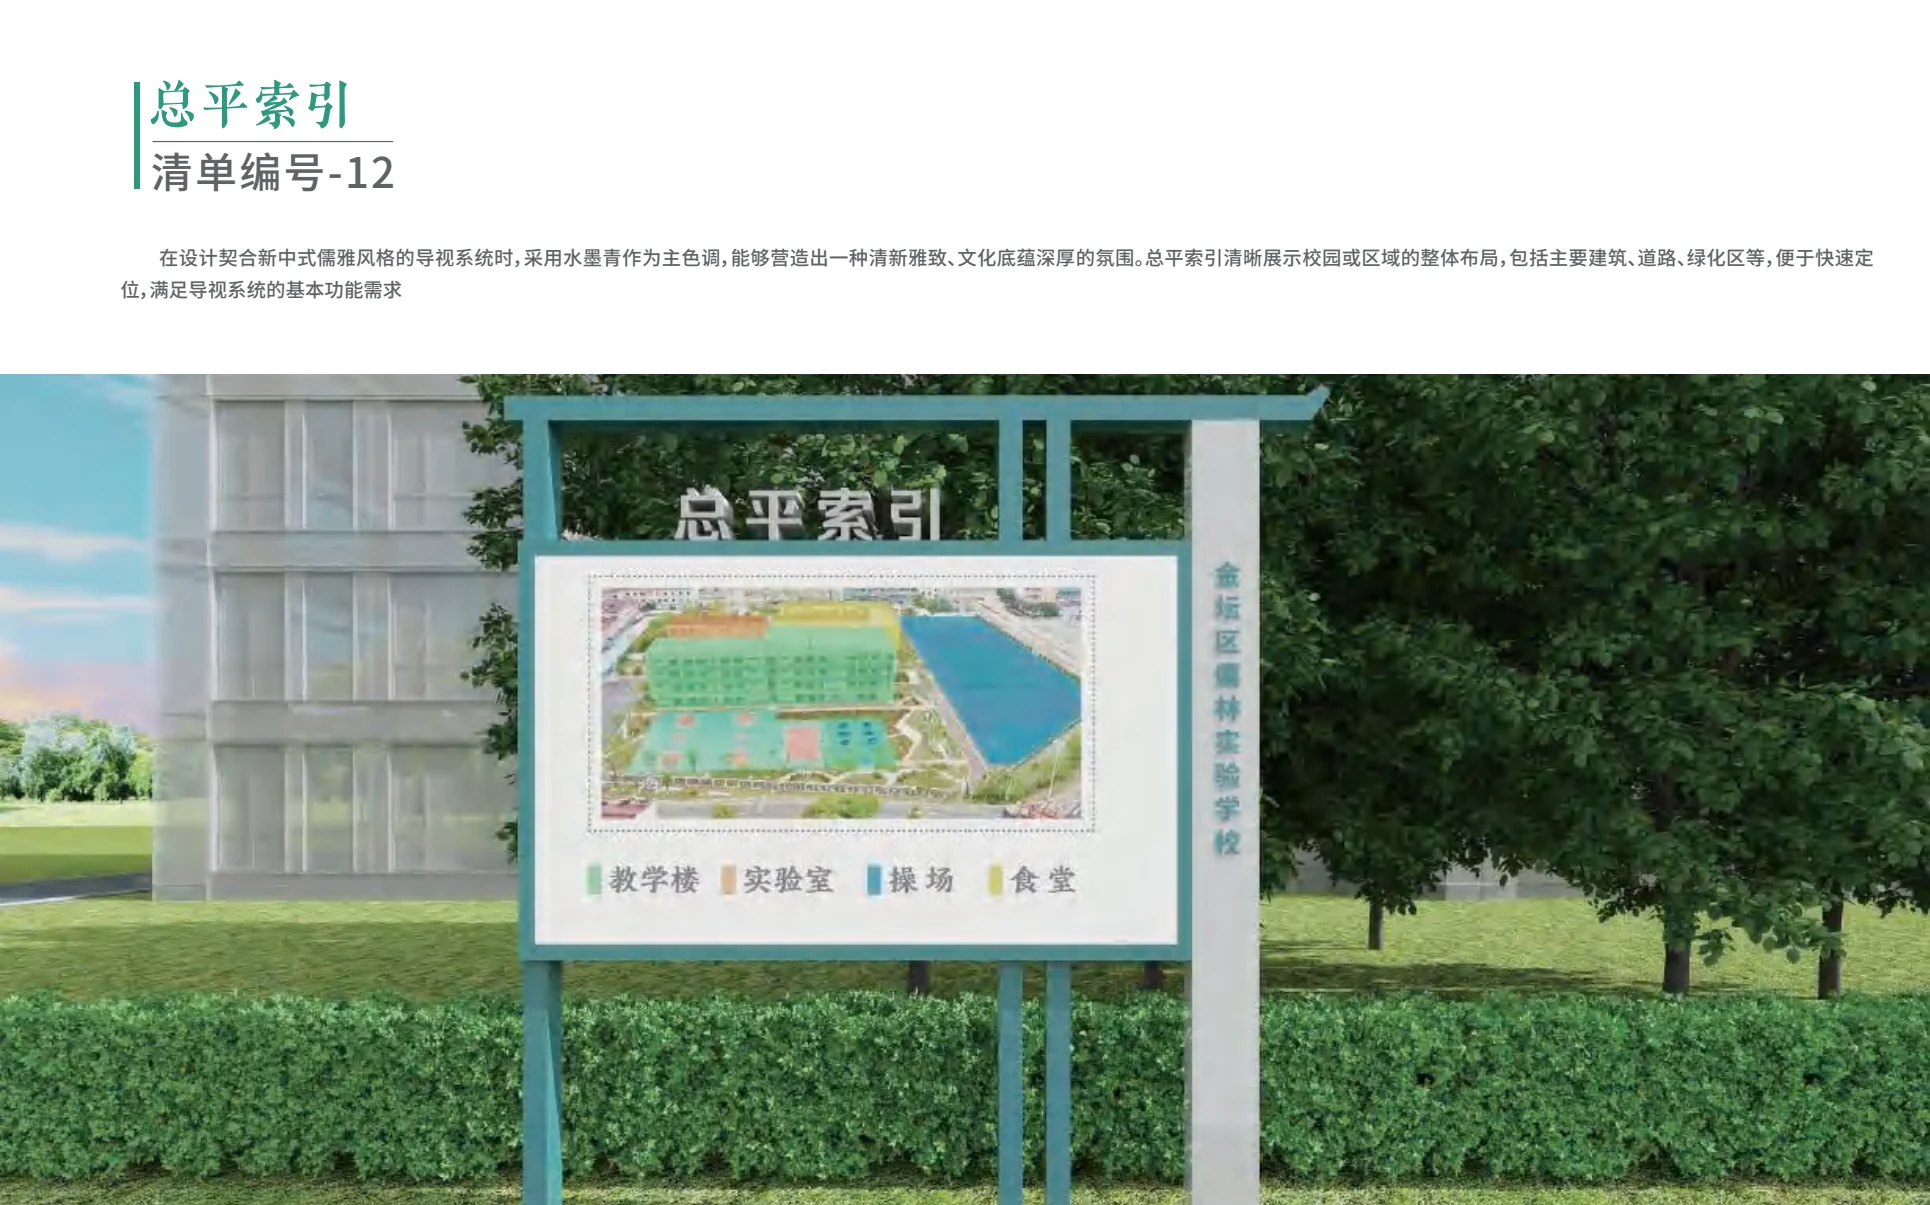 总平索引
清单编号-12
在设计契合新中式儒雅风格的导视系统时,采用水墨青作为主色调,能够营造出一种清新雅致、文化底蕴深厚的氛围。总平索引清晰展示校园或区域的整体布局,包括主要建筑、道路、绿化区等,便于快速定
位,满足导视系统的基本功能需求
总平索引
金坛区儒林实验学校
教学楼 实验室 操场 食堂